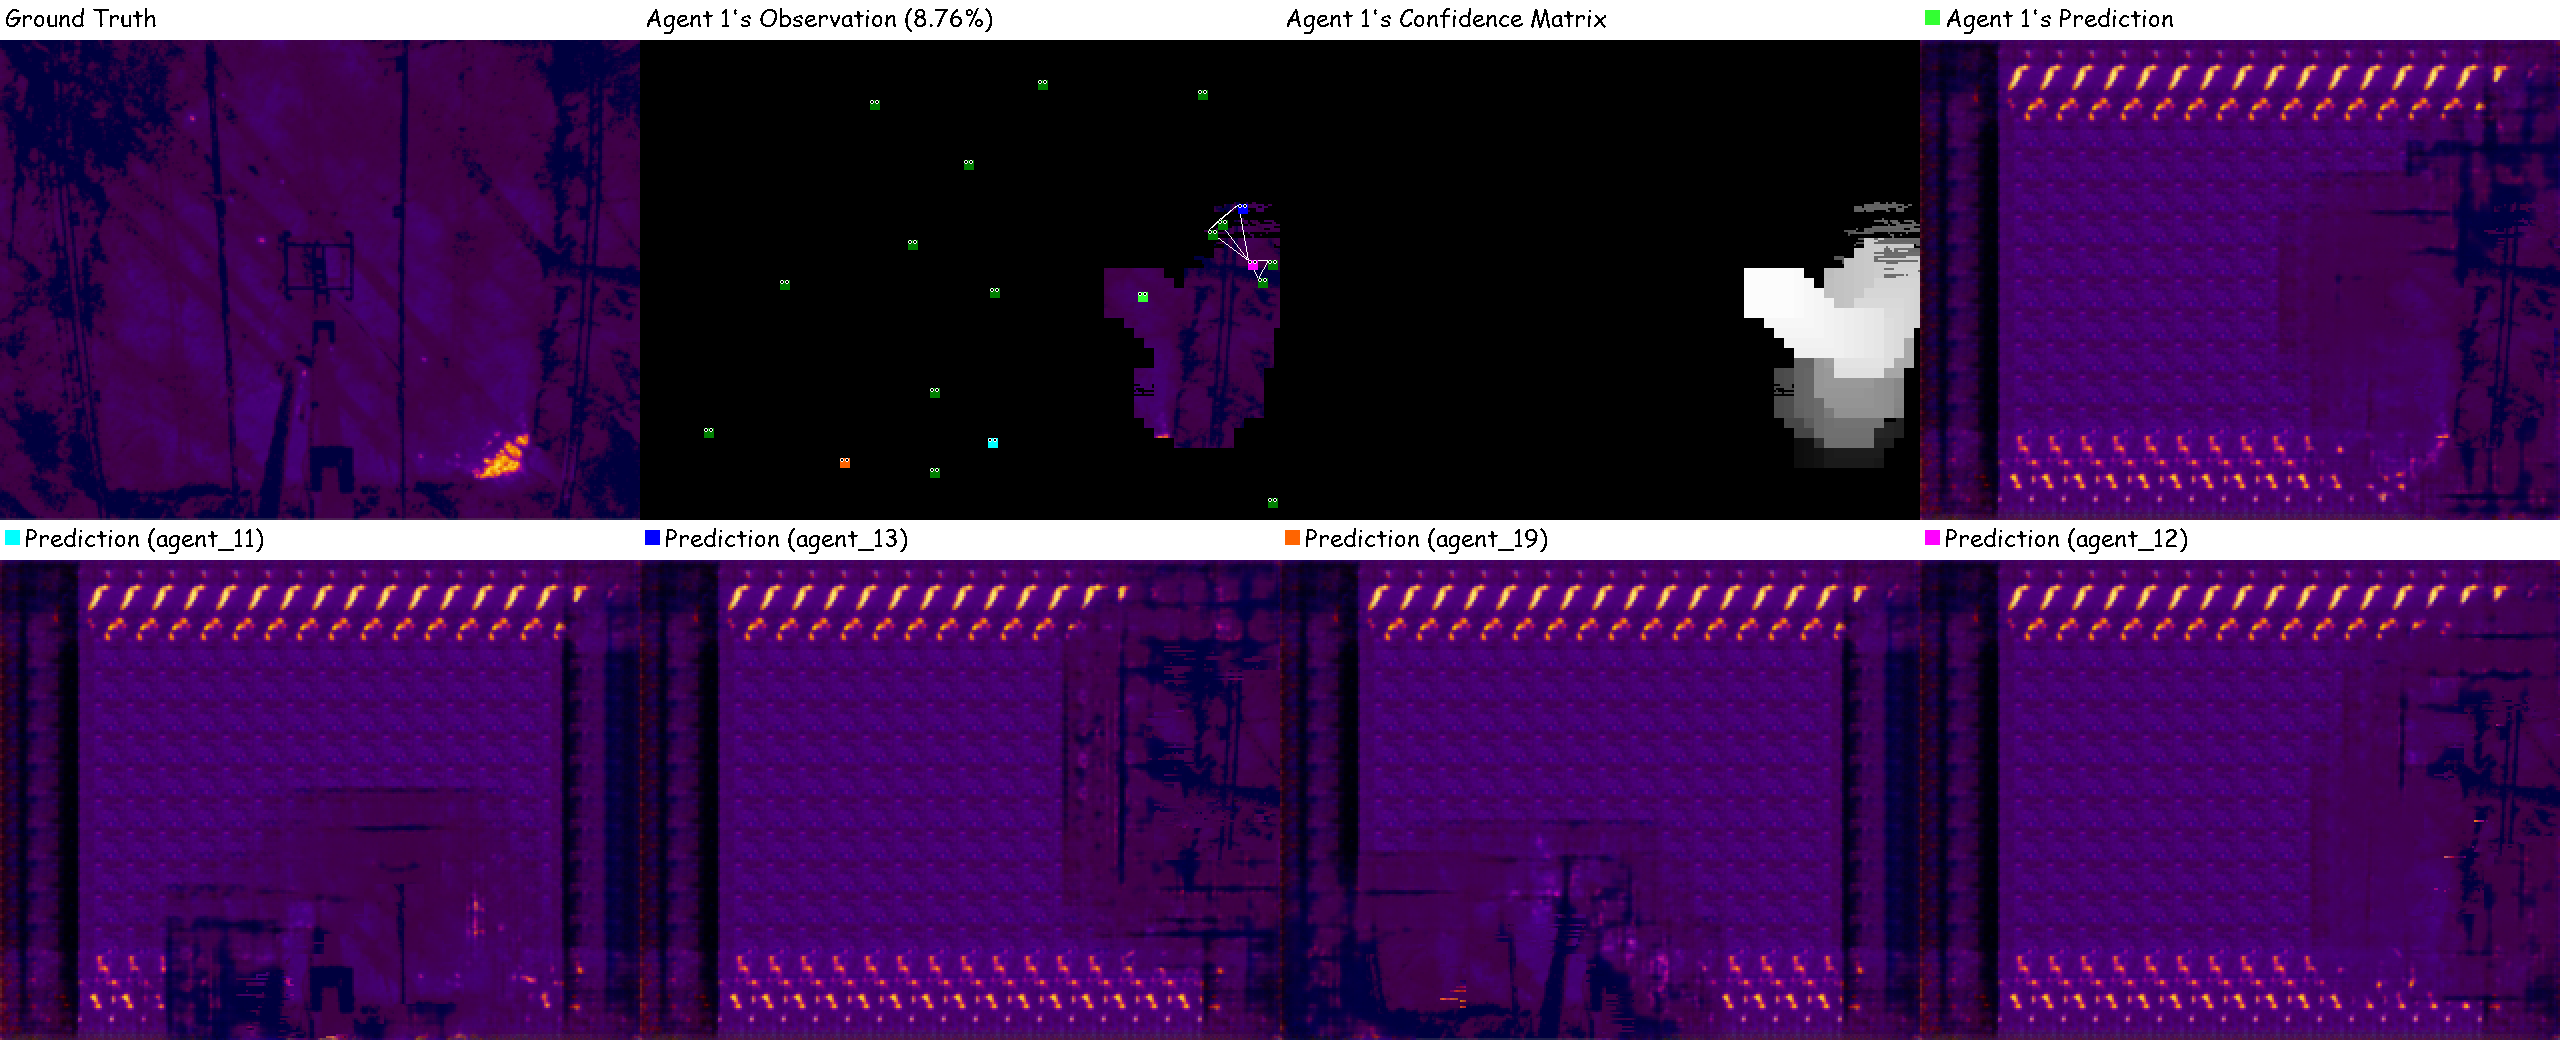 Ground Truth
Agent 1's Observation (8.76%)
Agent 1's Confidence Matrix
Agent 1's Prediction
Prediction (agent_11)
Prediction (agent_13)
Prediction (agent_19)
Prediction (agent_12)